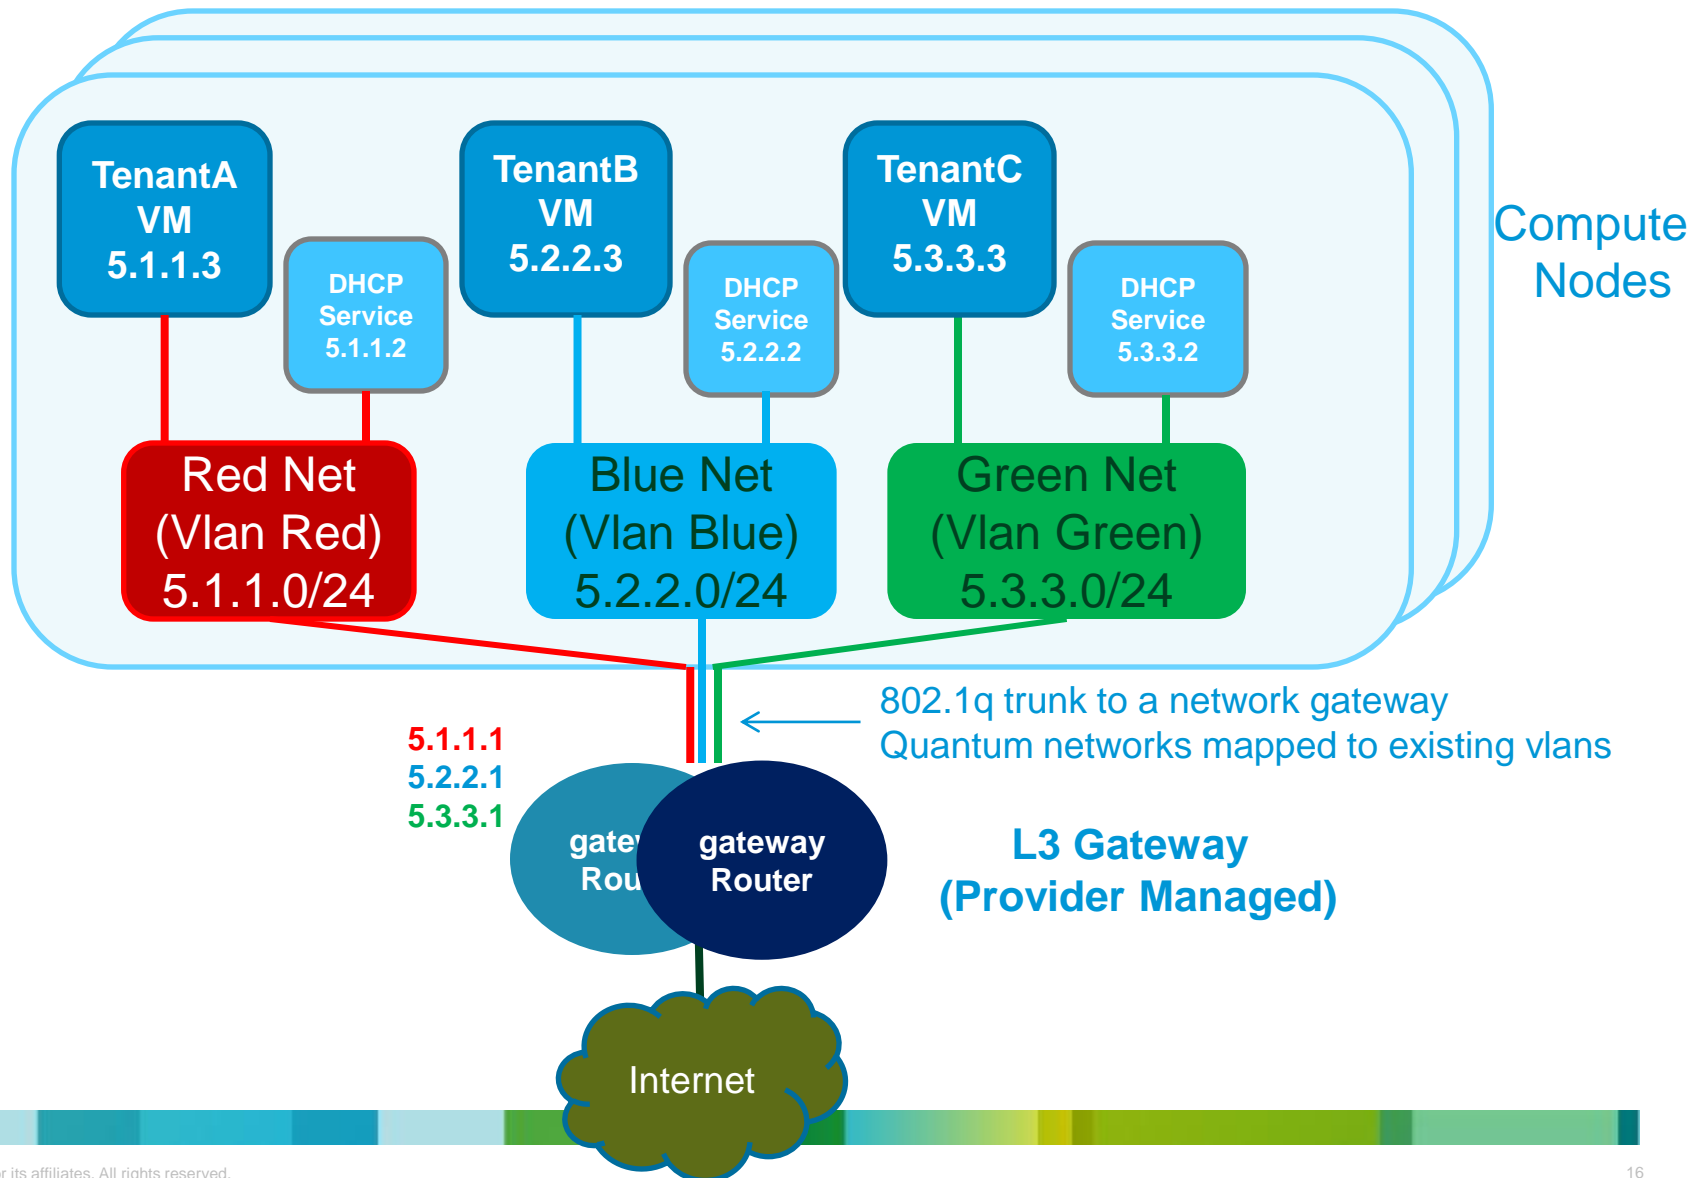 TenantA
VM
5.1.1.3
DHCP
Service
5.1.1.2
TenantB
VM
5.2.2.3
DHCP
Service
5.2.2.2
TenantC
VM
5.3.3.3
DHCP
Service
5.3.3.2
Compute
Nodes
Red Net
(Vlan Red)
5.1.1.0/24
Blue Net
(Vlan Blue)
5.2.2.0/24
Green Net
(Vlan Green)
5.3.3.0/24
802.1q trunk to a network gateway
Quantum networks mapped to existing vlans
5.1.1.1
5.2.2.1
5.3.3.1
gateway
Router
L3 Gateway
(Provider Managed)
Internet
its affiliates. All rights reserved.
16